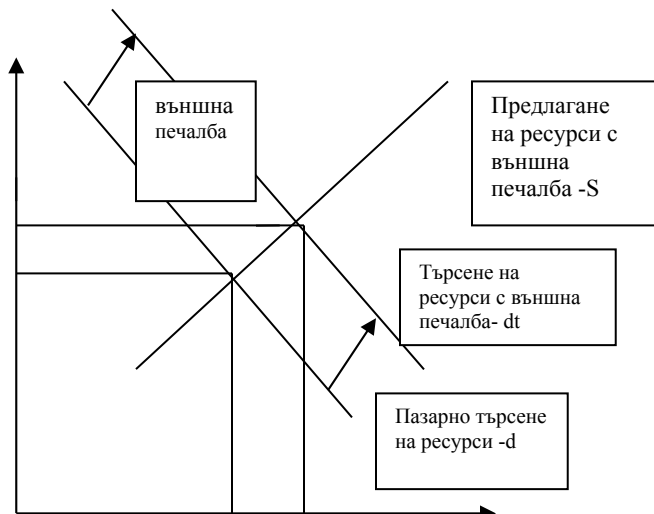 външна
печалба
Предлагане
на ресурси с
външна
печалба -S
Търсене на
ресурси с външна
печалба- dt
Пазарно търсене
на ресурси -d